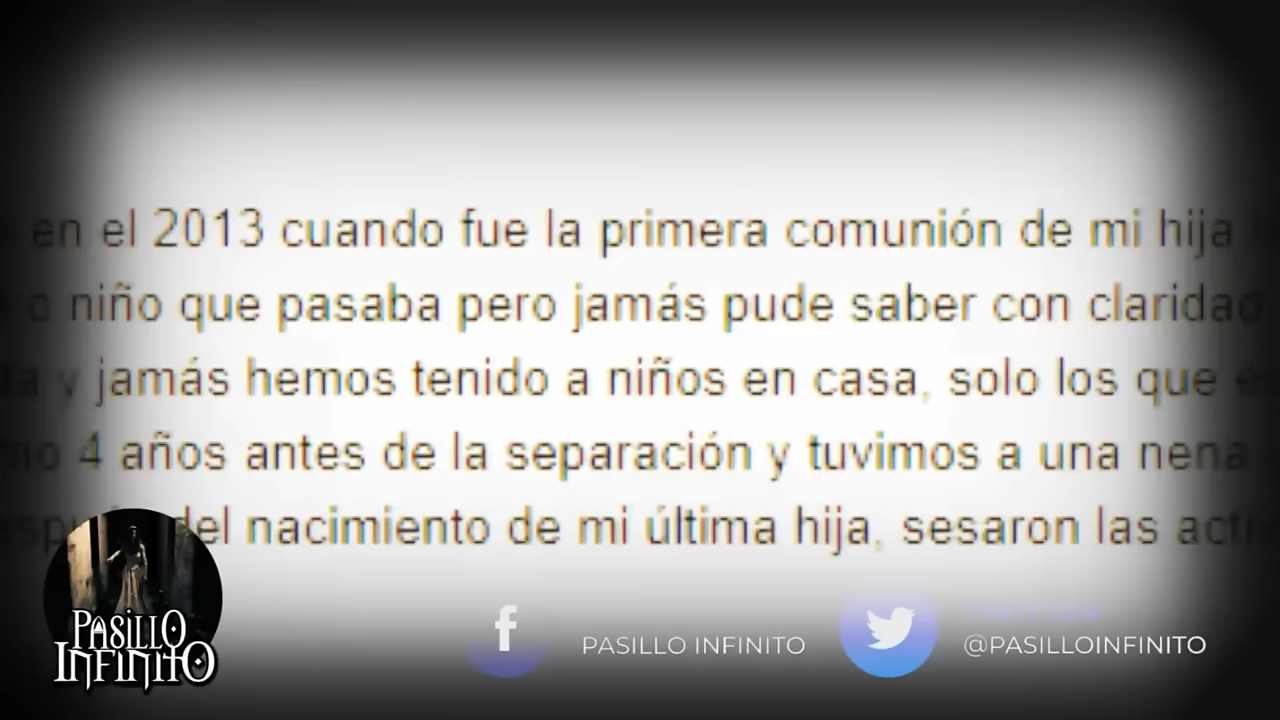 en el 2013 cuando fue la primera comunión de mi hija
o niño que pasaba pero jamás pude saber con claridad
y jamás hemos tenido a niños en casa, solo los que
4 años antes de la separación y tuvimos a una nena
del nacimiento de mi última hija, sesaron las
PASILLO
INFINITO
PASILLO INFINITO
@PASILLOINFINITO